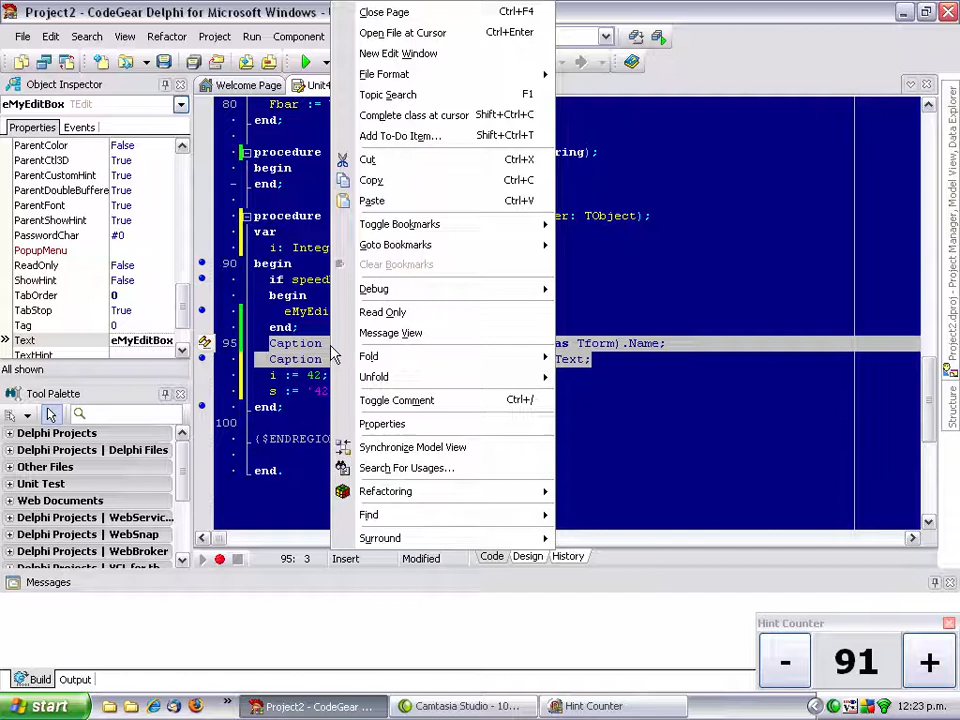 Project2 - CodeGear Delphi for Microsoft Windows -
File Edit Search View Refactor Project Run Component
Welcome Page Unit4
Object Inspector
eMyEditBox TEdit
Properties Events
ParentColor False
ParentCtl3D True
ParentCustomHint True
ParentDoubleBuffere True
ParentFont True
ParentShowHint True
PasswordChar #0
PopupMenu
ReadOnly False
ShowHint False
TabOrder 0
TabStop True
Tag 0
Text eMyEditBox
TextHint
All shown
Tool Palette
Delphi Projects
Delphi Projects | Delphi Files
Other Files
Unit Test
Web Documents
Delphi Projects | WebServic...
Delphi Projects | WebSnap
Delphi Projects | WebBroker
80 Fbar :=
end;
procedure ring);
begin
end;
procedure er: TObject);
var
i: Integ
90 begin
if speed
begin
eMyEdi
end;
95 Caption as Tform).Name;
Caption Text;
i := 42;
s := '42
end;
100
{$ENDREGIO
end.
Close Page Ctrl+F4
Open File at Cursor Ctrl+Enter
New Edit Window
File Format
Topic Search F1
Complete class at cursor Shift+Ctrl+C
Add To-Do Item... Shift+Ctrl+T
Cut Ctrl+X
Copy Ctrl+C
Paste Ctrl+V
Toggle Bookmarks
Goto Bookmarks
Clear Bookmarks
Debug
Read Only
Message View
Fold
Unfold
Toggle Comment Ctrl+/
Properties
Synchronize Model View
Search For Usages...
Refactoring
Find
Surround
Project2.dproj - Project Manager, Model View, Data Explorer
Structure
95: 3 Insert Modified Code Design History
Messages
Hint Counter
- 91 +
Build Output
start Project2 - CodeGear ... Camtasia Studio - 10... Hint Counter 12:23 p.m.